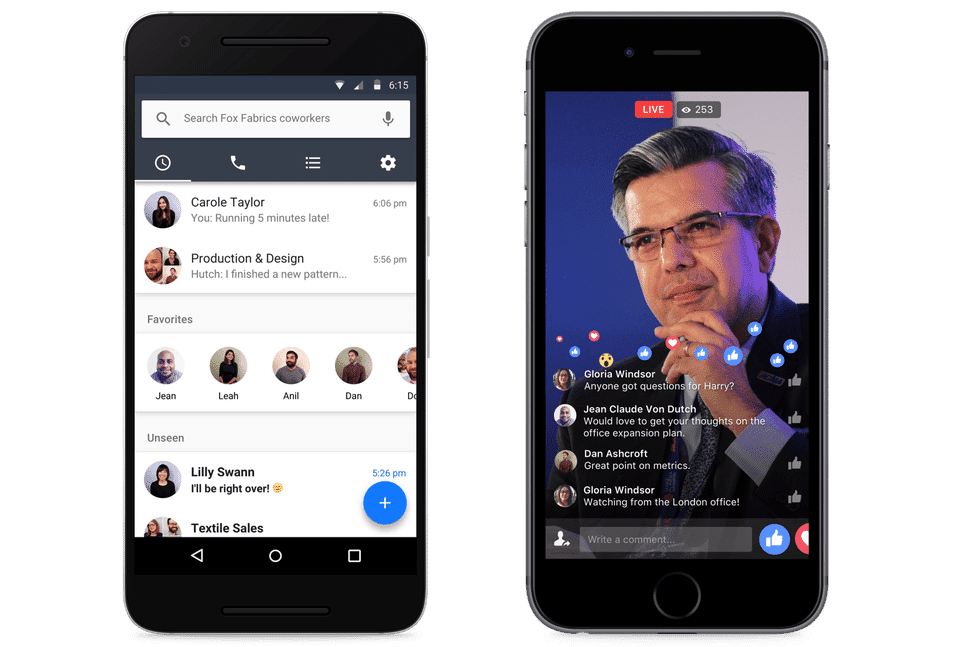 6:15
Search Fox Fabrics coworkers
Carole Taylor 6:06 pm
You: Running 5 minutes late!
Production & Design 5:56 pm
Hutch: I finished a new pattern...
Favorites
Jean Leah Anil Dan
Unseen
Lilly Swann 5:26 pm
I'll be right over! 🤗
Textile Sales
LIVE 253
Gloria Windsor
Anyone got questions for Harry?
Jean Claude Von Dutch
Would love to get your thoughts on the
office expansion plan.
Dan Ashcroft
Great point on metrics.
Gloria Windsor
Watching from the London office!
Write a comment...